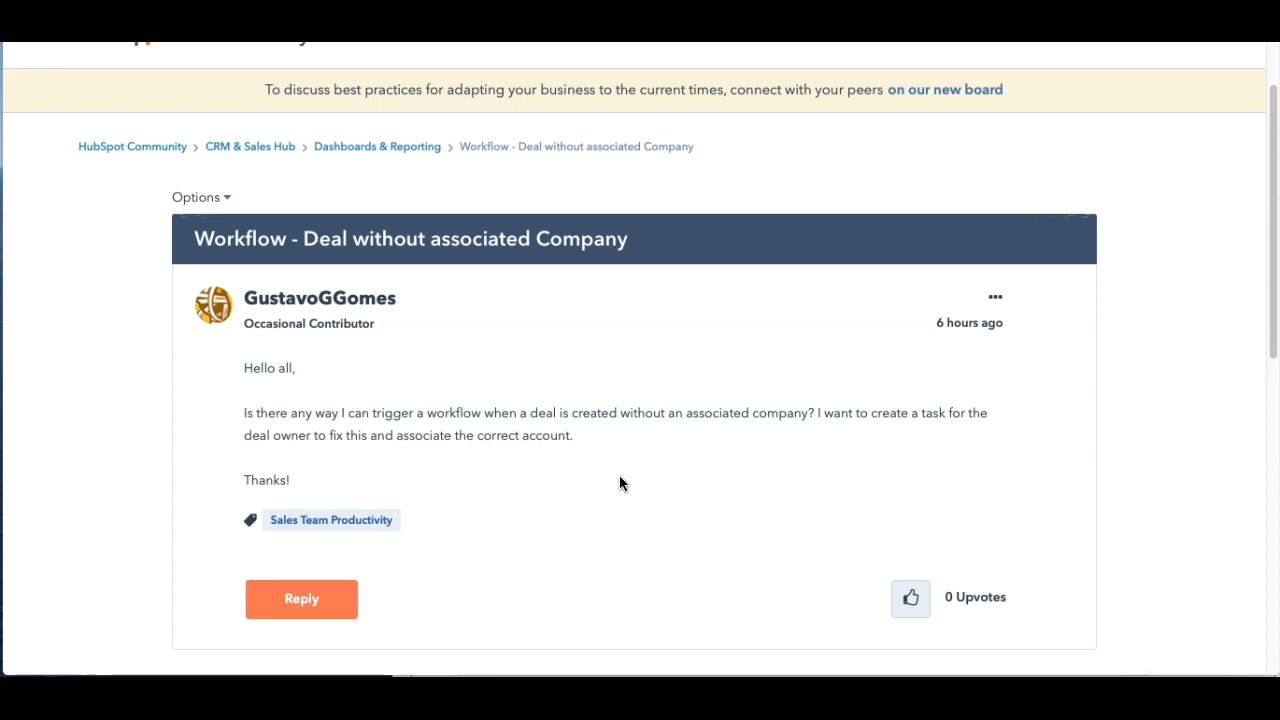 To discuss best practices for adapting your business to the current times, connect with your peers on our new board
HubSpot Community > CRM & Sales Hub > Dashboards & Reporting > Workflow - Deal without associated Company
Options
Workflow - Deal without associated Company
GustavoGGomes
Occasional Contributor
6 hours ago
Hello all,
Is there any way I can trigger a workflow when a deal is created without an associated company? I want to create a task for the
deal owner to fix this and associate the correct account.
Thanks!
Sales Team Productivity
Reply
0 Upvotes